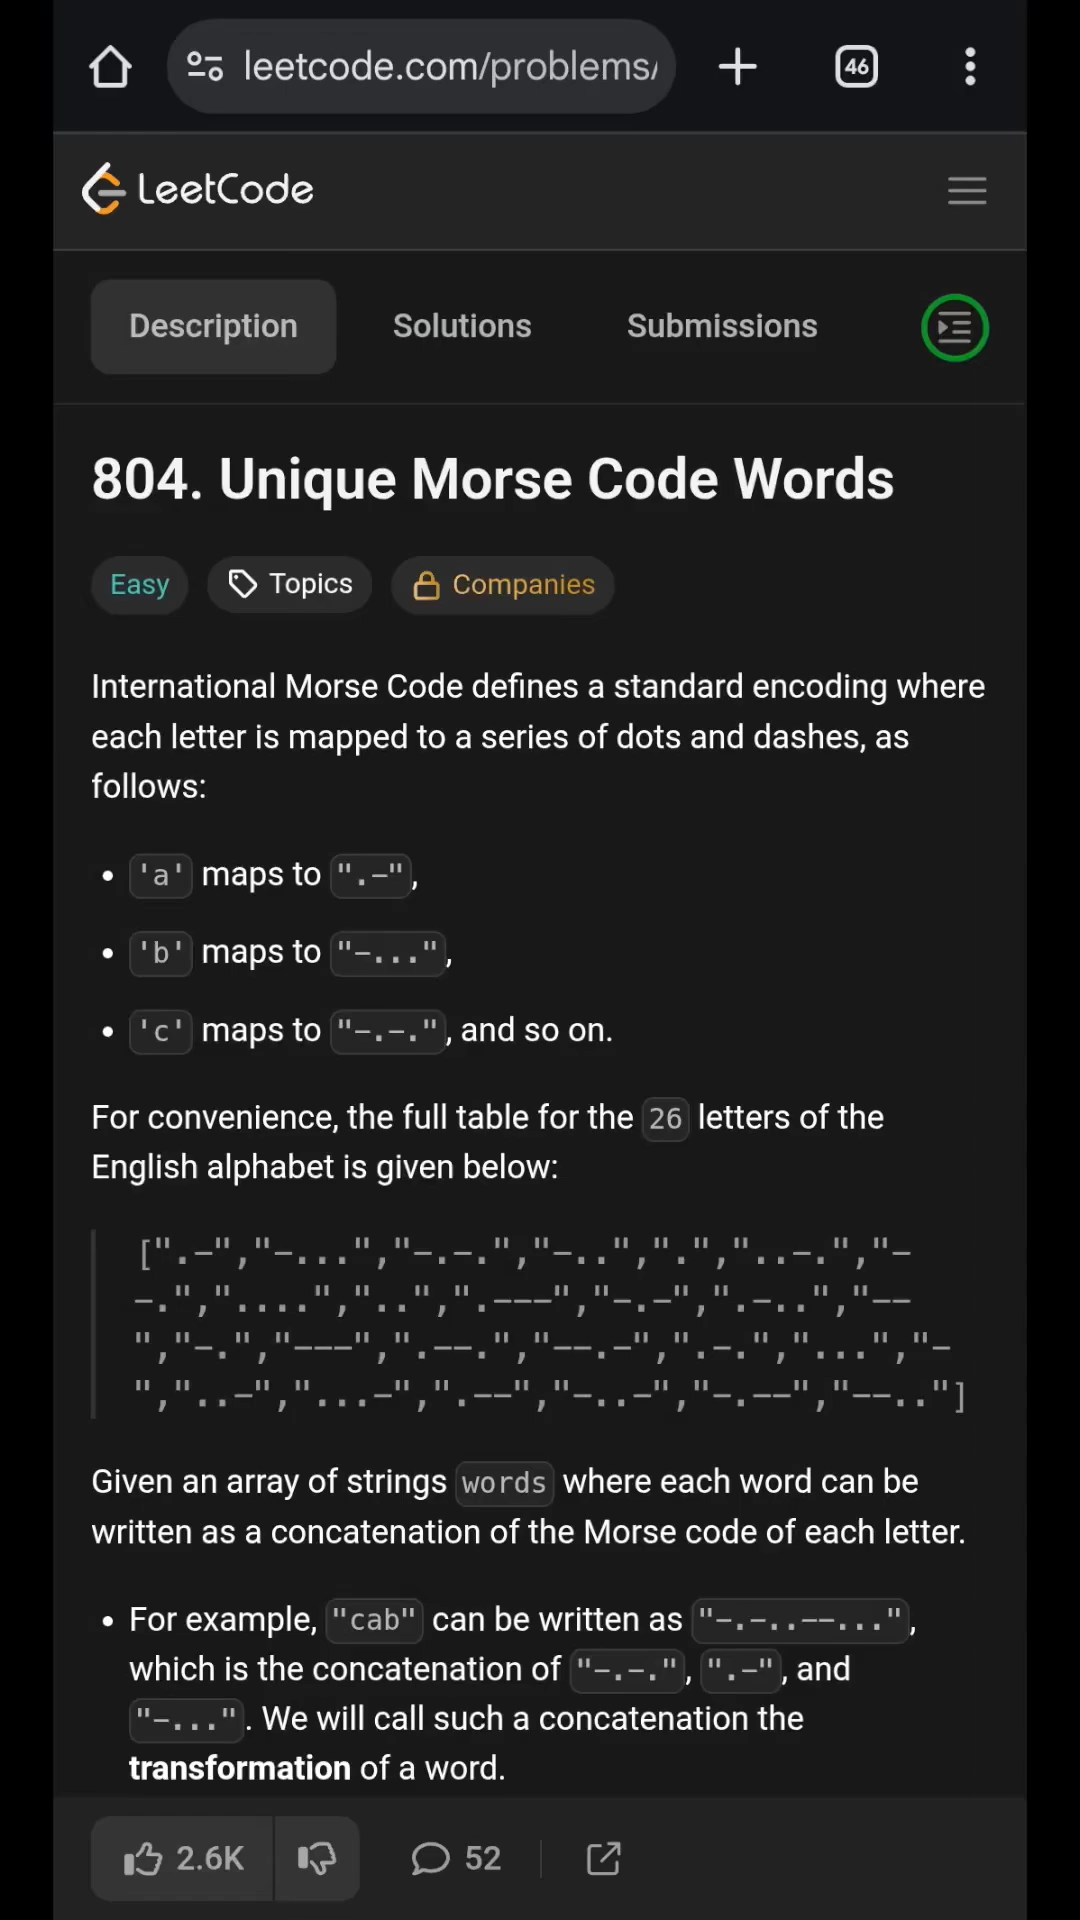 leetcode.com/problems/
46
LeetCode
Description
Solutions
Submissions
804. Unique Morse Code Words
Easy
Topics
Companies
International Morse Code defines a standard encoding where
each letter is mapped to a series of dots and dashes, as
follows:
• 'a' maps to ".-",
• 'b' maps to "-...",
• 'c' maps to "-.-.", and so on.
For convenience, the full table for the 26 letters of the
English alphabet is given below:
[".-","-...","-.-.","-..",".","..-.","-
-.","....","..",".---","-.-",".-..","--
","-.","---",".--.","--.-",".-.","...","-
","..-","...-",".--","-..-","-.--","--.."]
Given an array of strings words where each word can be
written as a concatenation of the Morse code of each letter.
• For example, "cab" can be written as "-.-..--...",
which is the concatenation of "-.-.", ".-", and
"-...". We will call such a concatenation the
transformation of a word.
2.6K
52